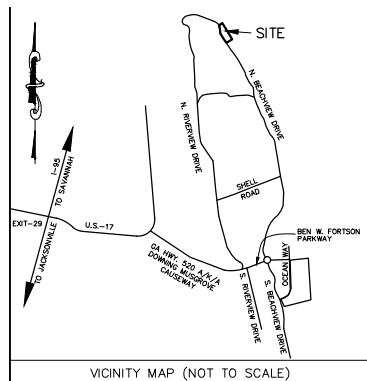 SITE
N. BEACHVIEW DRIVE
N. RIVERVIEW DRIVE
SHELL
ROAD
I-95
TO SAVANNAH
TO JACKSONVILLE
EXIT-29
U.S.-17
BEN W. FORTSON
PARKWAY
GA HWY. 520 A/K/A
DOWNING MUSGROVE
CAUSEWAY
OCEAN WAY
S. RIVERVIEW DRIVE
S. BEACHVIEW DRIVE
VICINITY MAP (NOT TO SCALE)